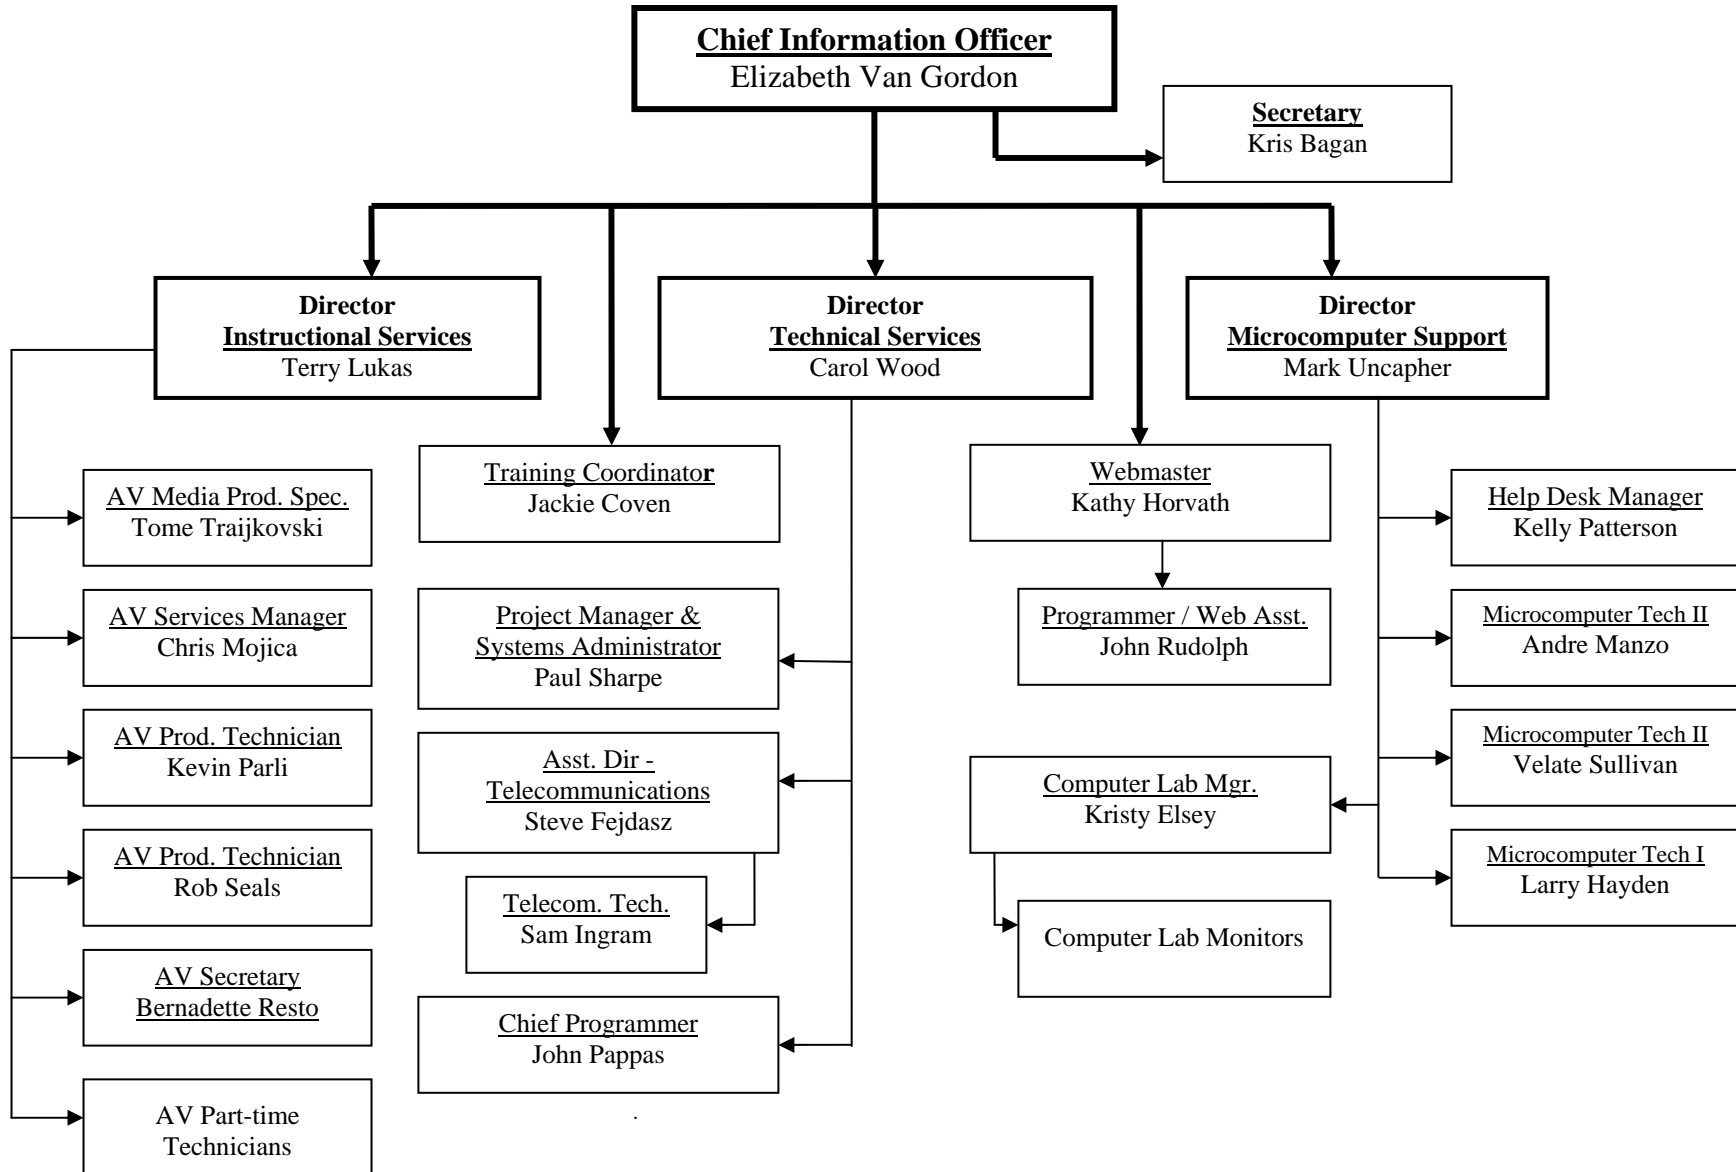 Chief Information Officer
Elizabeth Van Gordon
Secretary
Kris Bagan
Director
Instructional Services
Terry Lukas
Director
Technical Services
Carol Wood
Director
Microcomputer Support
Mark Uncapher
Training Coordinator
Jackie Coven
Webmaster
Kathy Horvath
AV Media Prod. Spec.
Tome Traijkovski
Help Desk Manager
Kelly Patterson
AV Services Manager
Chris Mojica
Project Manager &
Systems Administrator
Paul Sharpe
Programmer / Web Asst.
John Rudolph
Microcomputer Tech II
Andre Manzo
AV Prod. Technician
Kevin Parli
Asst. Dir -
Telecommunications
Steve Fejdasz
Computer Lab Mgr.
Kristy Elsey
Microcomputer Tech II
Velate Sullivan
AV Prod. Technician
Rob Seals
Telecom. Tech.
Sam Ingram
Computer Lab Monitors
Microcomputer Tech I
Larry Hayden
AV Secretary
Bernadette Resto
Chief Programmer
John Pappas
AV Part-time
Technicians